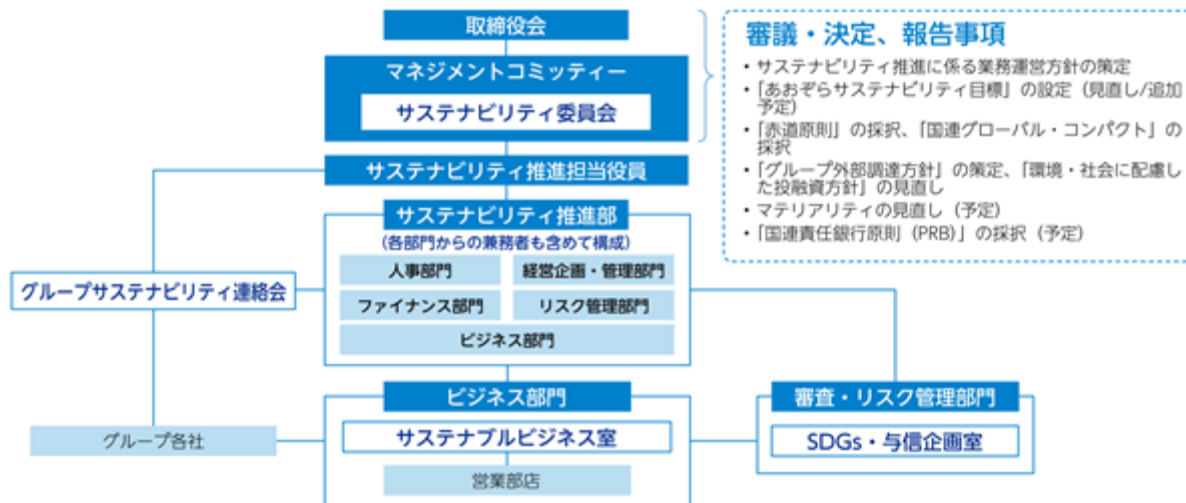 取締役会
マネジメントコミッティー
サステナビリティ委員会
審議・決定、報告事項
・サステナビリティ推進に係る業務運営方針の策定
・「あおぞらサステナビリティ目標」の設定（見直し/追加
予定）
・「赤道原則」の採択、「国連グローバル・コンパクト」の
採択
・「グループ外部調達方針」の策定、「環境・社会に配慮し
た投融資方針」の見直し
・マテリアリティの見直し（予定）
・「国連責任銀行原則（PRB）」の採択（予定）
サステナビリティ推進担当役員
サステナビリティ推進部
（各部門からの兼務者も含めて構成）
人事部門
経営企画・管理部門
ファイナンス部門
リスク管理部門
ビジネス部門
グループサステナビリティ連絡会
グループ各社
ビジネス部門
サステナブルビジネス室
営業部店
審査・リスク管理部門
SDGs・与信企画室